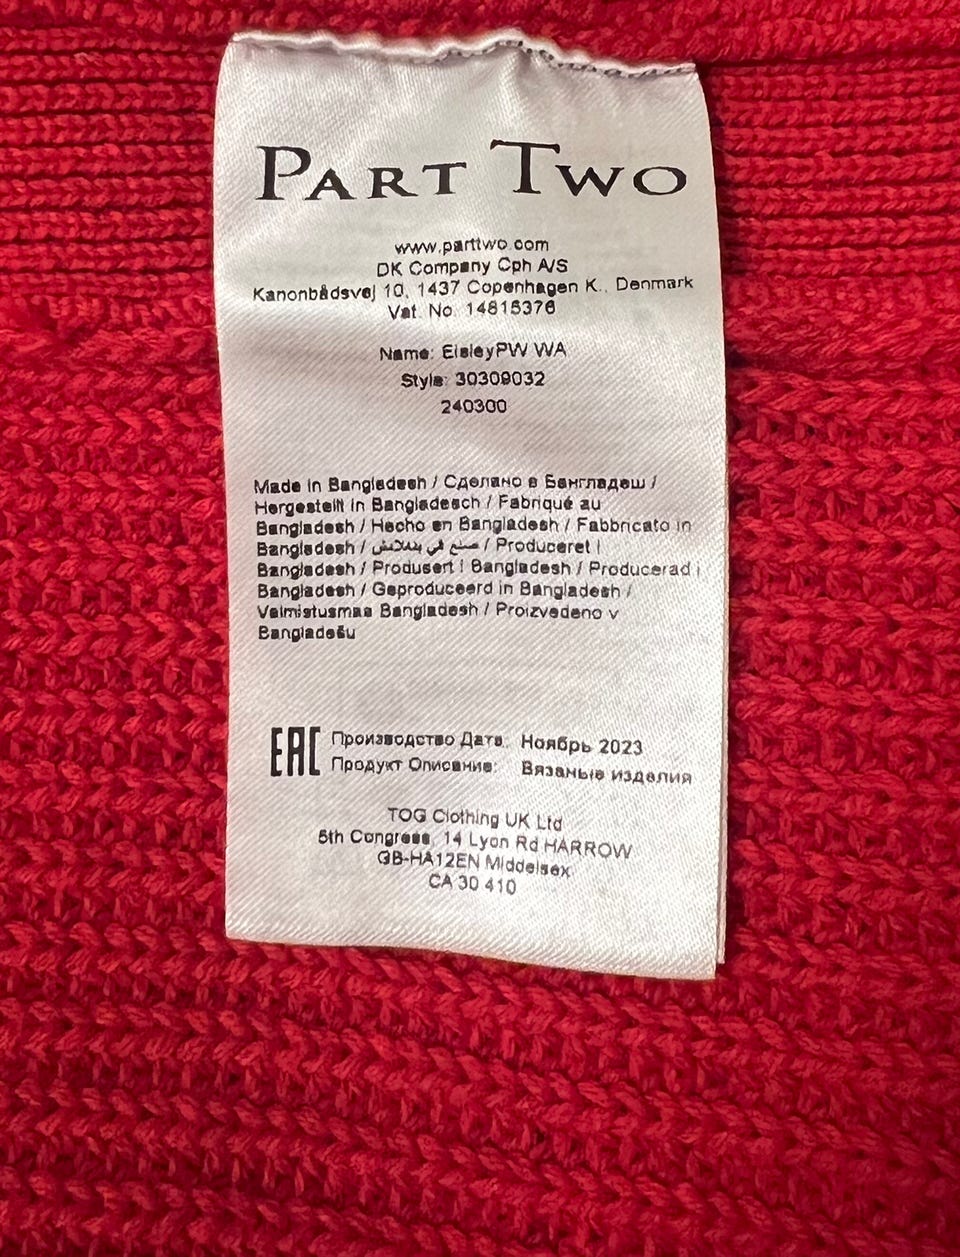 PART TWO
www.parttwo.com
DK Company Cph A/S
Kanonbådsvej 10, 1437 Copenhagen K., Denmark
Vat. No. 14815376
Name: EisleyPW WA
Style: 30309032
240300
Made in Bangladesh / Сделано в Бангладеш /
Hergestellt in Bangladesch / Fabriqué au
Bangladesh / Hecho en Bangladesh / Fabbricato in
Bangladesh / صنع في بنغلادش / Produceret i
Bangladesh / Produsert i Bangladesh / Producerad i
Bangladesh / Geproduceerd in Bangladesh /
Valmistusmaa Bangladesh / Proizvedeno v
Bangladešu
EAC Производство Дата: Ноябрь 2023
Продукт Описание: Вязаные изделия
TOG Clothing UK Ltd
5th Congress, 14 Lyon Rd HARROW
GB-HA12EN Middelsex.
CA 30 410